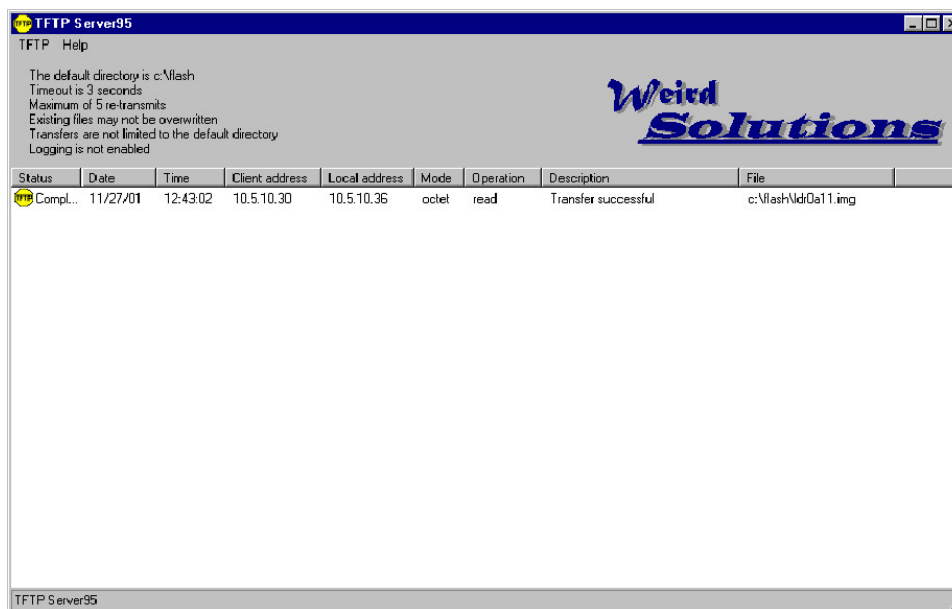 TFTP Server95
TFTP Help
The default directory is c:\flash
Timeout is 3 seconds
Maximum of 5 re-transmits
Existing files may not be overwritten
Transfers are not limited to the default directory
Logging is not enabled
Weird
Solutions
Status Date Time Client address Local address Mode Operation Description File
TFTP Compl... 11/27/01 12:43:02 10.5.10.30 10.5.10.36 octet read Transfer successful c:\flash\ldr0a11.img
TFTP Server95